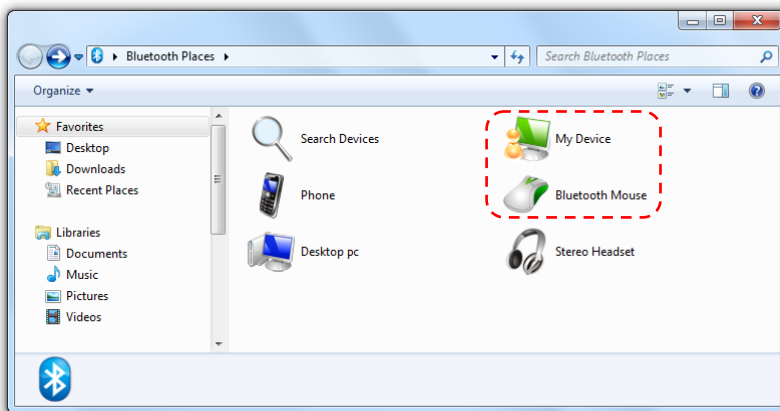 Bluetooth Places
Search Bluetooth Places
Organize
Favorites
Desktop
Downloads
Recent Places
Libraries
Documents
Music
Pictures
Videos
Search Devices
My Device
Phone
Bluetooth Mouse
Desktop pc
Stereo Headset